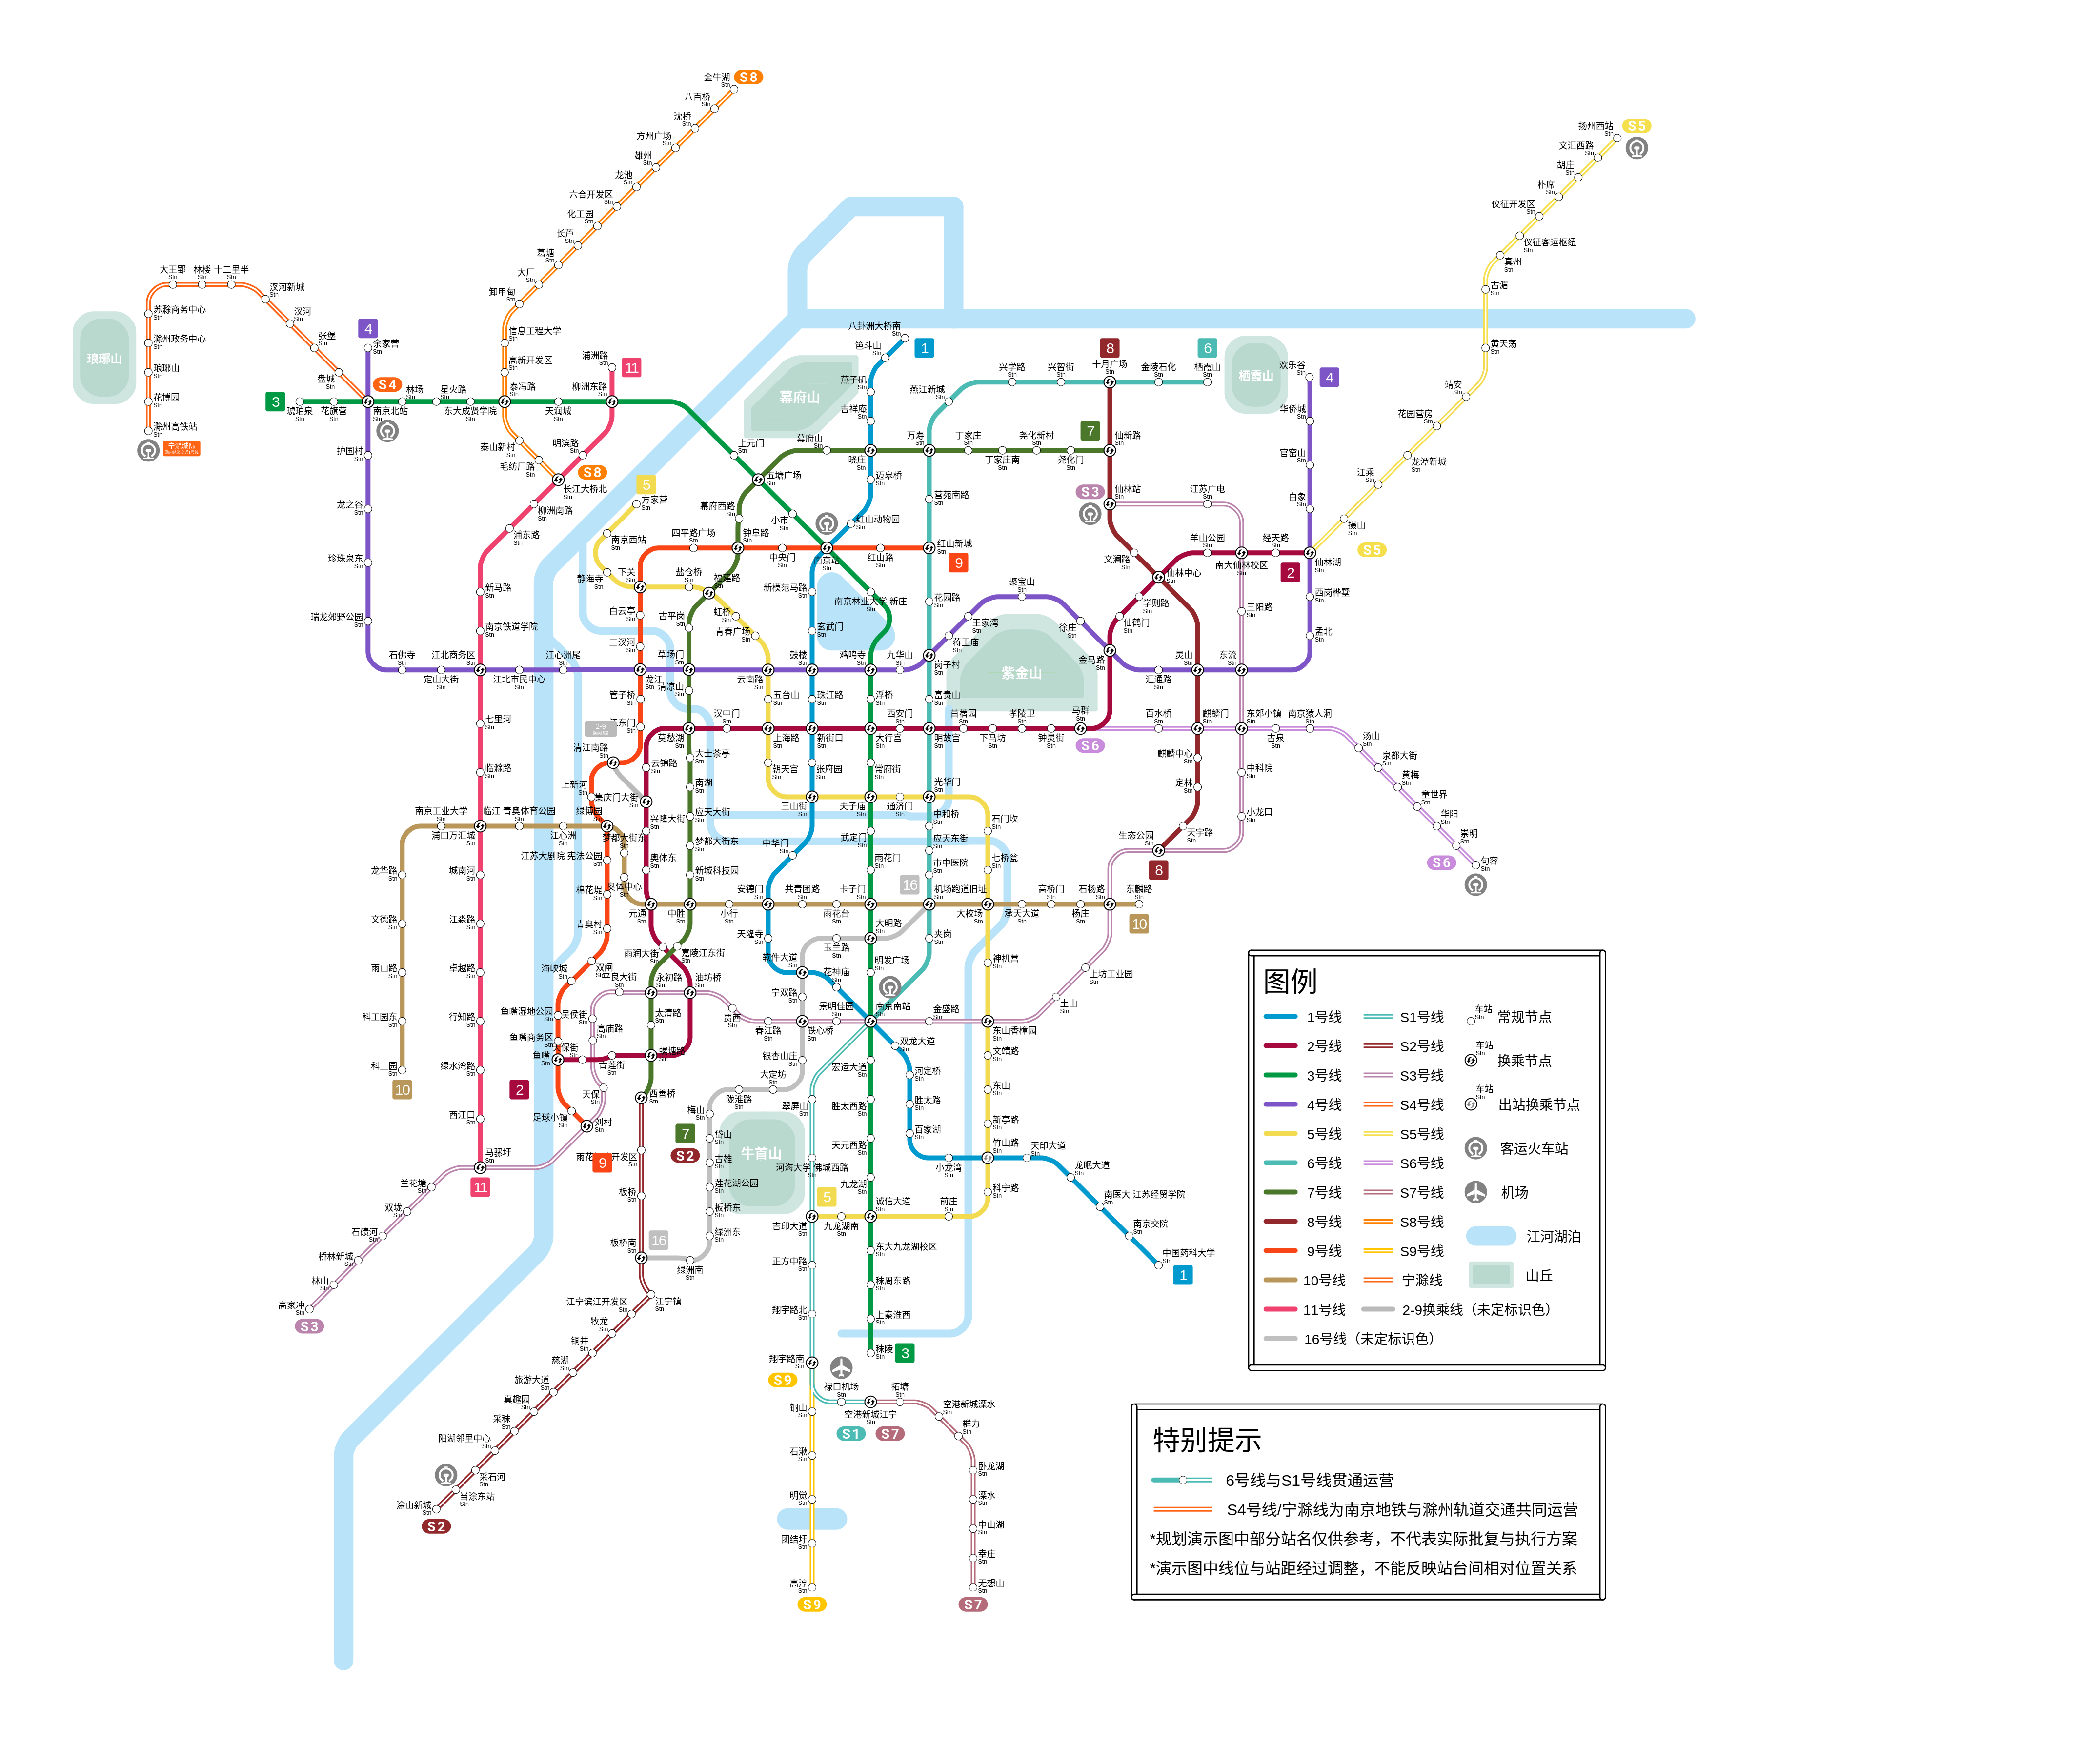 金牛湖
S8
八百桥
沈桥
方州广场
雄州
龙池
六合开发区
化工园
长芦
葛塘
大厂
卸甲甸
信息工程大学
高新开发区
泰冯路
泰山新村
毛纺厂路
S8
长江大桥北
扬州西站
S5
文汇西路
胡庄
朴席
仪征开发区
仪征客运枢纽
真州
古湄
黄天荡
靖安
花园营房
龙潭新城
江乘
摄山
S5
大王郢
林楼
十二里半
汊河新城
汊河
张堡
盘城
S4
苏滁商务中心
滁州政务中心
琅琊山
花博园
滁州高铁站
宁滁城际
琅琊山
4
余家营
3
琥珀泉
花旗营
南京北站
林场
星火路
东大成贤学院
天润城
柳洲东路
浦洲路
11
明滨路
柳洲南路
浦东路
新马路
南京铁道学院
护国村
龙之谷
珍珠泉东
瑞龙郊野公园
石佛寺
定山大街
江北商务区
江北市民中心
江心洲尾
七里河
临滁路
南京工业大学
临江 青奥体育公园
浦口万汇城
江心洲
绿博园
龙华路
文德路
雨山路
科工园东
科工园
10
城南河
江淼路
卓越路
行知路
绿水湾路
西江口
马骡圩
11
兰花塘
双垅
石碛河
桥林新城
林山
高家冲
S3
八卦洲大桥南
1
笆斗山
燕子矶
吉祥庵
幕府山
幕府山
晓庄
迈皋桥
红山动物园
南京站
上元门
五塘广场
小市
幕府西路
钟阜路
四平路广场
中央门
红山路
红山新城
9
5
方家营
南京西站
静海寺
下关
盐仓桥
福建路
虹桥
青春广场
古平岗
白云亭
三汊河
龙江
草场门
清凉山
云南路
新模范马路
玄武门
南京林业大学 新庄
鼓楼
鸡鸣寺
九华山
岗子村
蒋王庙
王家湾
聚宝山
徐庄
金马路
汇通路
灵山
东流
孟北
西岗桦墅
仙林湖
白象
官窑山
华侨城
欢乐谷
4
栖霞山
紫金山
兴学路
兴智街
十月广场
8
金陵石化
栖霞山
6
燕江新城
万寿
丁家庄
丁家庄南
尧化新村
尧化门
仙新路
7
营苑南路
花园路
S3
仙林站
江苏广电
文澜路
仙林中心
羊山公园
南大仙林校区
经天路
2
学则路
仙鹤门
三阳路
管子桥
2-9
江东门
清江南路
上新河
集庆门大街
云锦路
莫愁湖
汉中门
上海路
新街口
大行宫
西安门
明故宫
苜蓿园
下马坊
孝陵卫
钟灵街
马群
S6
百水桥
麒麟门
东郊小镇
古泉
南京猿人洞
汤山
泉都大街
黄梅
童世界
华阳
崇明
S6
句容
五台山
珠江路
浮桥
富贵山
大士茶亭
南湖
应天大街
梦都大街东
新城科技园
兴隆大街
奥体东
梦都大街东
奥体中心
江苏大剧院 宪法公园
棉花堤
青奥村
双闸
海峡城
鱼嘴湿地公园
鱼嘴商务区
鱼嘴
足球小镇
刘村
9
朝天宫
张府园
三山街
常府街
夫子庙
通济门
光华门
中和桥
应天东街
市中医院
16
机场跑道旧址
石门坎
七桥瓮
大校场
承天大道
高桥门
杨庄
石杨路
东麟路
10
麒麟中心
定林
天宇路
生态公园
8
中科院
小龙口
中华门
武定门
雨花门
卡子门
安德门
共青团路
雨花台
小行
中胜
元通
天隆寺
软件大道
玉兰路
大明路
夹岗
明发广场
花神庙
宁双路
景明佳园
南京南站
金盛路
东山香樟园
土山
上坊工业园
神机营
雨润大街
嘉陵江东街
平良大街
永初路
油坊桥
吴侯街
高庙路
太清路
螺塘路
青莲街
天保
2
西善桥
7
S2
贾西
春江路
铁心桥
银杏山庄
大定坊
陇淮路
梅山
岱山
古雄
莲花湖公园
板桥东
绿洲东
绿洲南
16
牛首山
板桥
板桥南
江宁镇
江宁滨江开发区
牧龙
铜井
慈湖
旅游大道
真趣园
采秣
阳湖邻里中心
采石河
当涂东站
涂山新城
S2
宏运大道
双龙大道
河定桥
胜太路
百家湖
小龙湾
竹山路
天印大道
龙眠大道
南医大 江苏经贸学院
南京交院
中国药科大学
1
胜太西路
天元西路
九龙湖
诚信大道
东大九龙湖校区
秣周东路
上秦淮西
秣陵
3
文靖路
东山
新亭路
科宁路
前庄
九龙湖南
5
吉印大道
翠屏山
河海大学 佛城西路
正方中路
翔宇路北
翔宇路南
S9
禄口机场
空港新城江宁
S1
S7
拓塘
空港新城溧水
群力
卧龙湖
溧水
中山湖
幸庄
无想山
S7
铜山
石湫
明觉
团结圩
高淳
S9
图例
1号线
S1号线
车站
Stn
常规节点
2号线
S2号线
车站
Stn
换乘节点
3号线
S3号线
4号线
S4号线
车站
Stn
出站换乘节点
5号线
S5号线
客运火车站
6号线
S6号线
机场
7号线
S7号线
8号线
S8号线
江河湖泊
9号线
S9号线
山丘
10号线
宁滁线
11号线
2-9换乘线（未定标识色）
16号线（未定标识色）
特别提示
6号线与S1号线贯通运营
S4号线/宁滁线为南京地铁与滁州轨道交通共同运营
*规划演示图中部分站名仅供参考，不代表实际批复与执行方案
*演示图中线位与站距经过调整，不能反映站台间相对位置关系